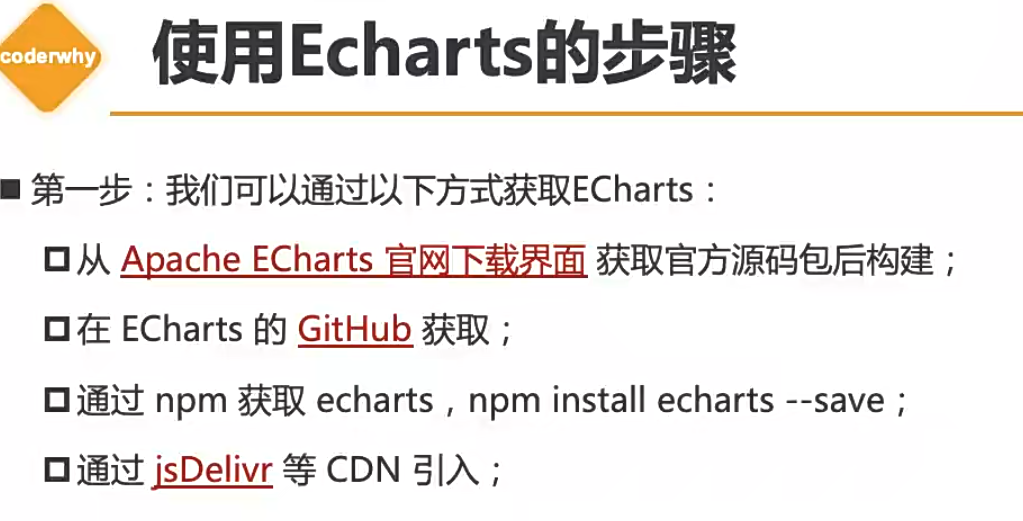 coderwhy
使用Echarts的步骤
第一步：我们可以通过以下方式获取ECharts：
从 Apache ECharts 官网下载界面 获取官方源码包后构建；
在 ECharts 的 GitHub 获取；
通过 npm 获取 echarts，npm install echarts --save；
通过 jsDelivr 等 CDN 引入；